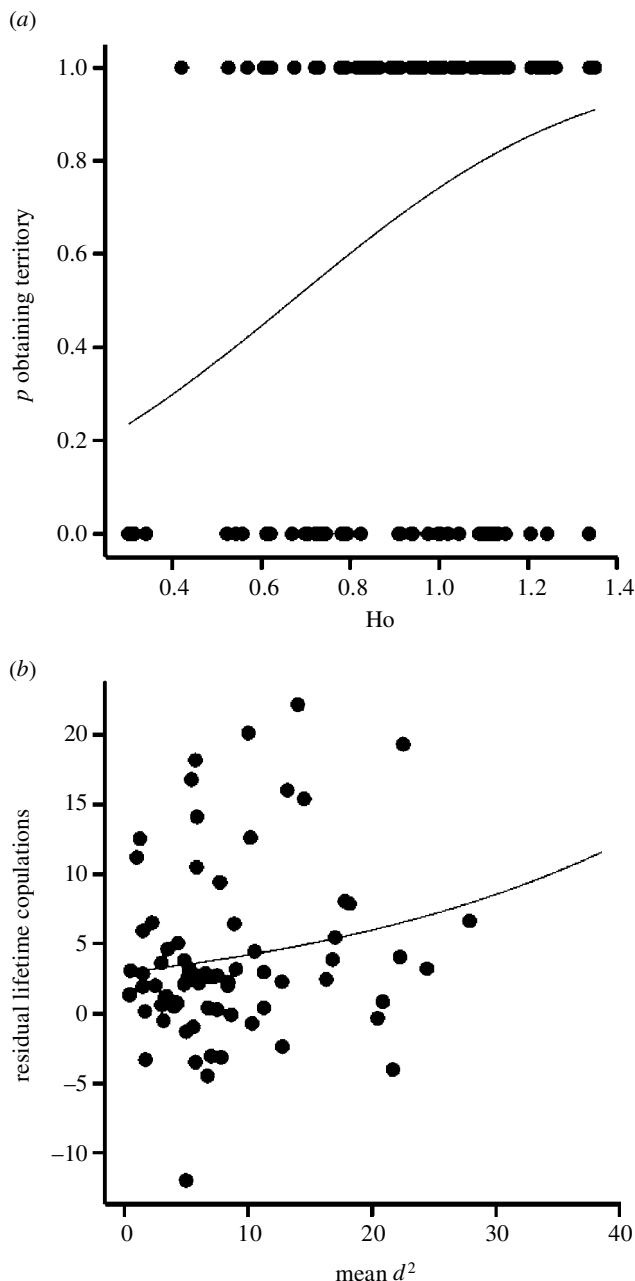 (a)
1.0
0.8
0.6
0.4
0.2
0.0
p obtaining territory
0.4 0.6 0.8 1.0 1.2 1.4
Ho
(b)
20
15
10
5
0
–5
–10
residual lifetime copulations
0 10 20 30 40
mean d²